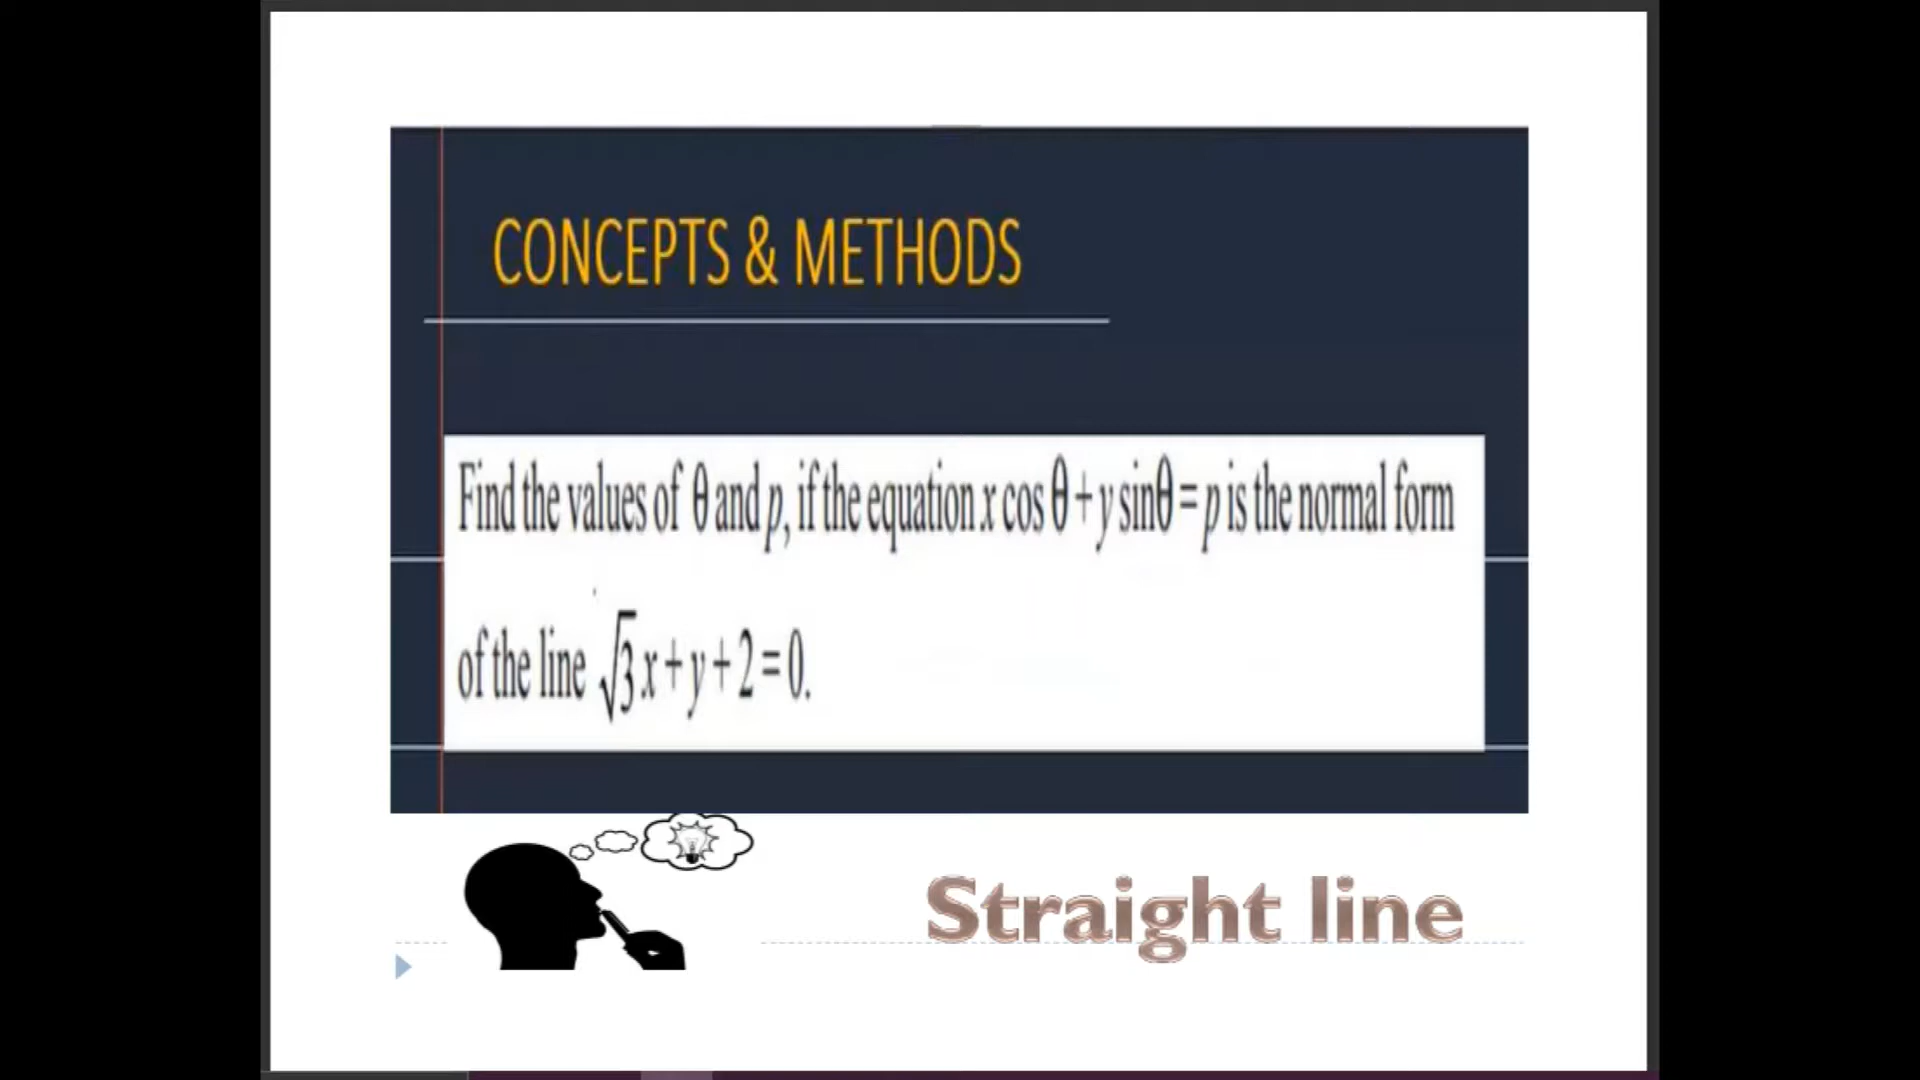 CONCEPTS & METHODS
Find the values of θ and p, if the equation x cos θ + y sinθ = p is the normal form
of the line √3x + y + 2 = 0.
Straight line